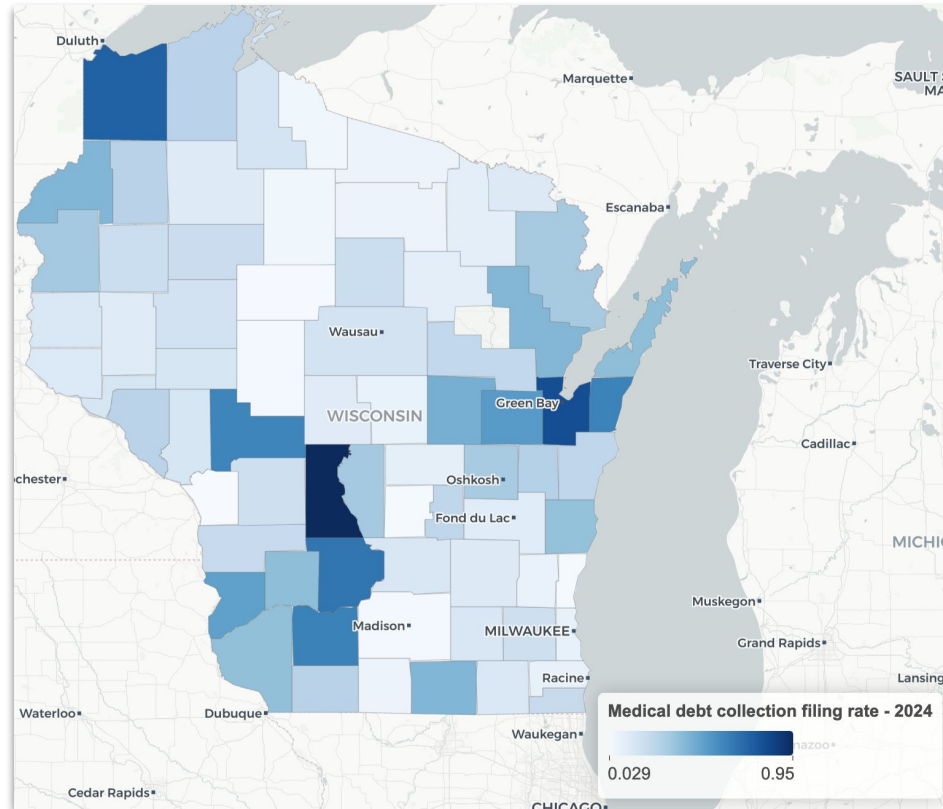 Duluth
Marquette
SAULT S
MA
Escanaba
Wausau
Traverse City
Green Bay
WISCONSIN
Cadillac
chester
Oshkosh
Fond du Lac
MICHIG
Muskegon
Madison
MILWAUKEE
Grand Rapids
Racine
Lansing
Waterloo
Dubuque
Medical debt collection filing rate - 2024
Waukegan
mazoo
0.029 0.95
Cedar Rapids
CHICAGO